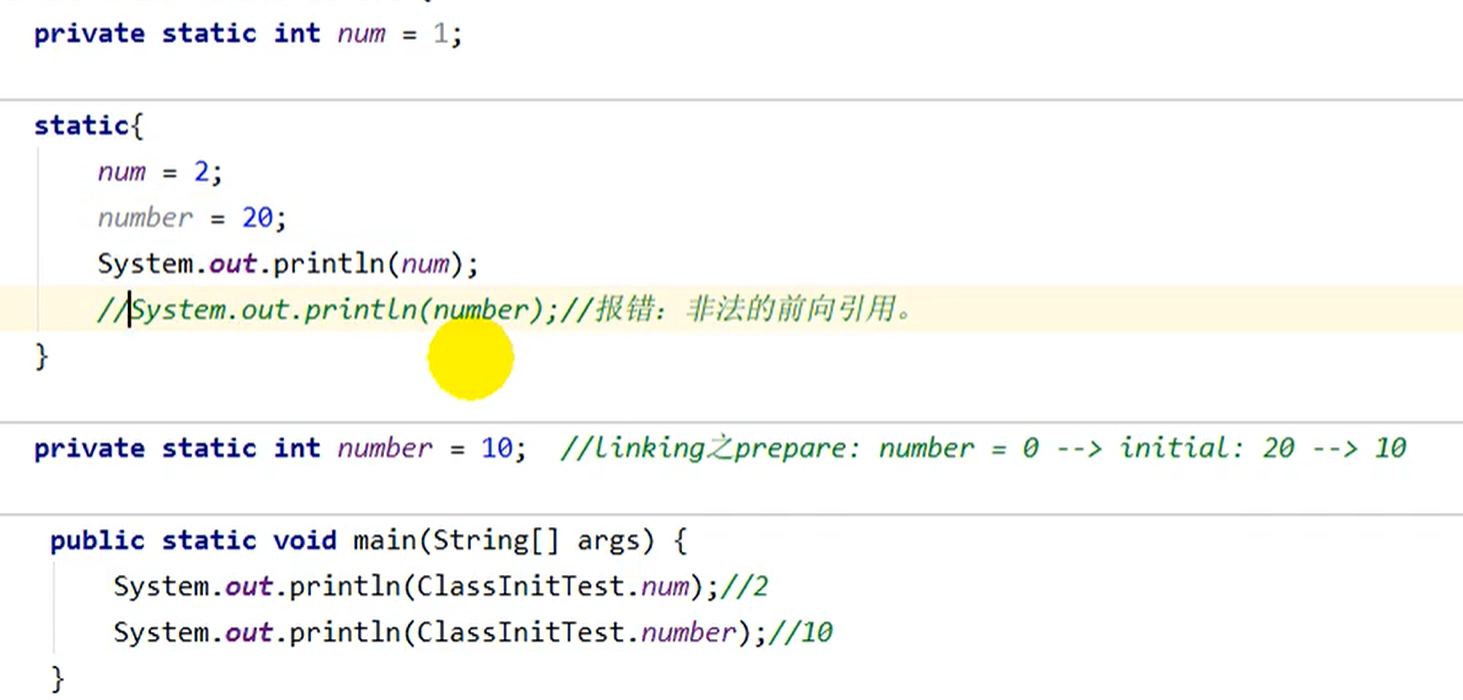 private static int num = 1;
static{
num = 2;
number = 20;
System.out.println(num);
//System.out.println(number);//报错：非法的前向引用。
}
private static int number = 10;  //linking之prepare: number = 0 --> initial: 20 --> 10
public static void main(String[] args) {
System.out.println(ClassInitTest.num);//2
System.out.println(ClassInitTest.number);//10
}